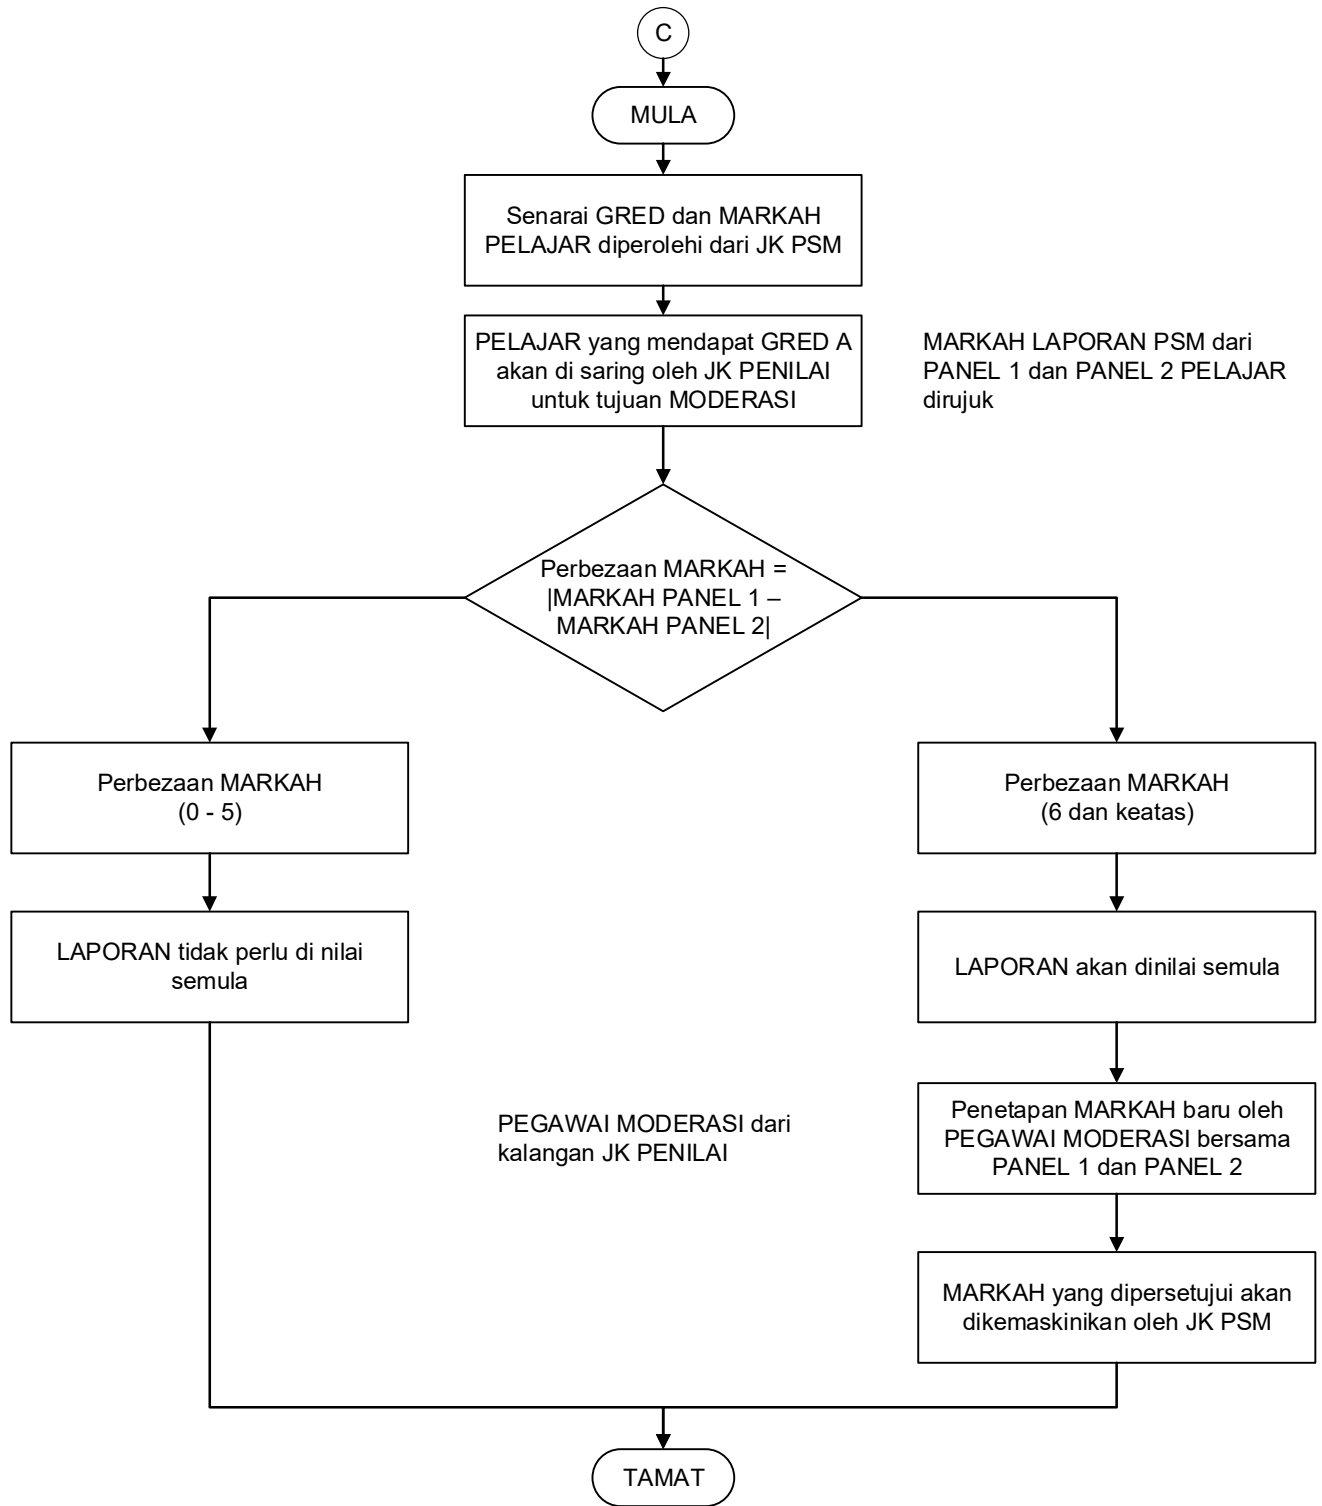 C
MULA
Senarai GRED dan MARKAH
PELAJAR diperolehi dari JK PSM
PELAJAR yang mendapat GRED A
akan di saring oleh JK PENILAI
untuk tujuan MODERASI
MARKAH LAPORAN PSM dari
PANEL 1 dan PANEL 2 PELAJAR
dirujuk
Perbezaan MARKAH =
|MARKAH PANEL 1 –
MARKAH PANEL 2|
Perbezaan MARKAH
(0 - 5)
Perbezaan MARKAH
(6 dan keatas)
LAPORAN tidak perlu di nilai
semula
LAPORAN akan dinilai semula
PEGAWAI MODERASI dari
kalangan JK PENILAI
Penetapan MARKAH baru oleh
PEGAWAI MODERASI bersama
PANEL 1 dan PANEL 2
MARKAH yang dipersetujui akan
dikemaskinikan oleh JK PSM
TAMAT